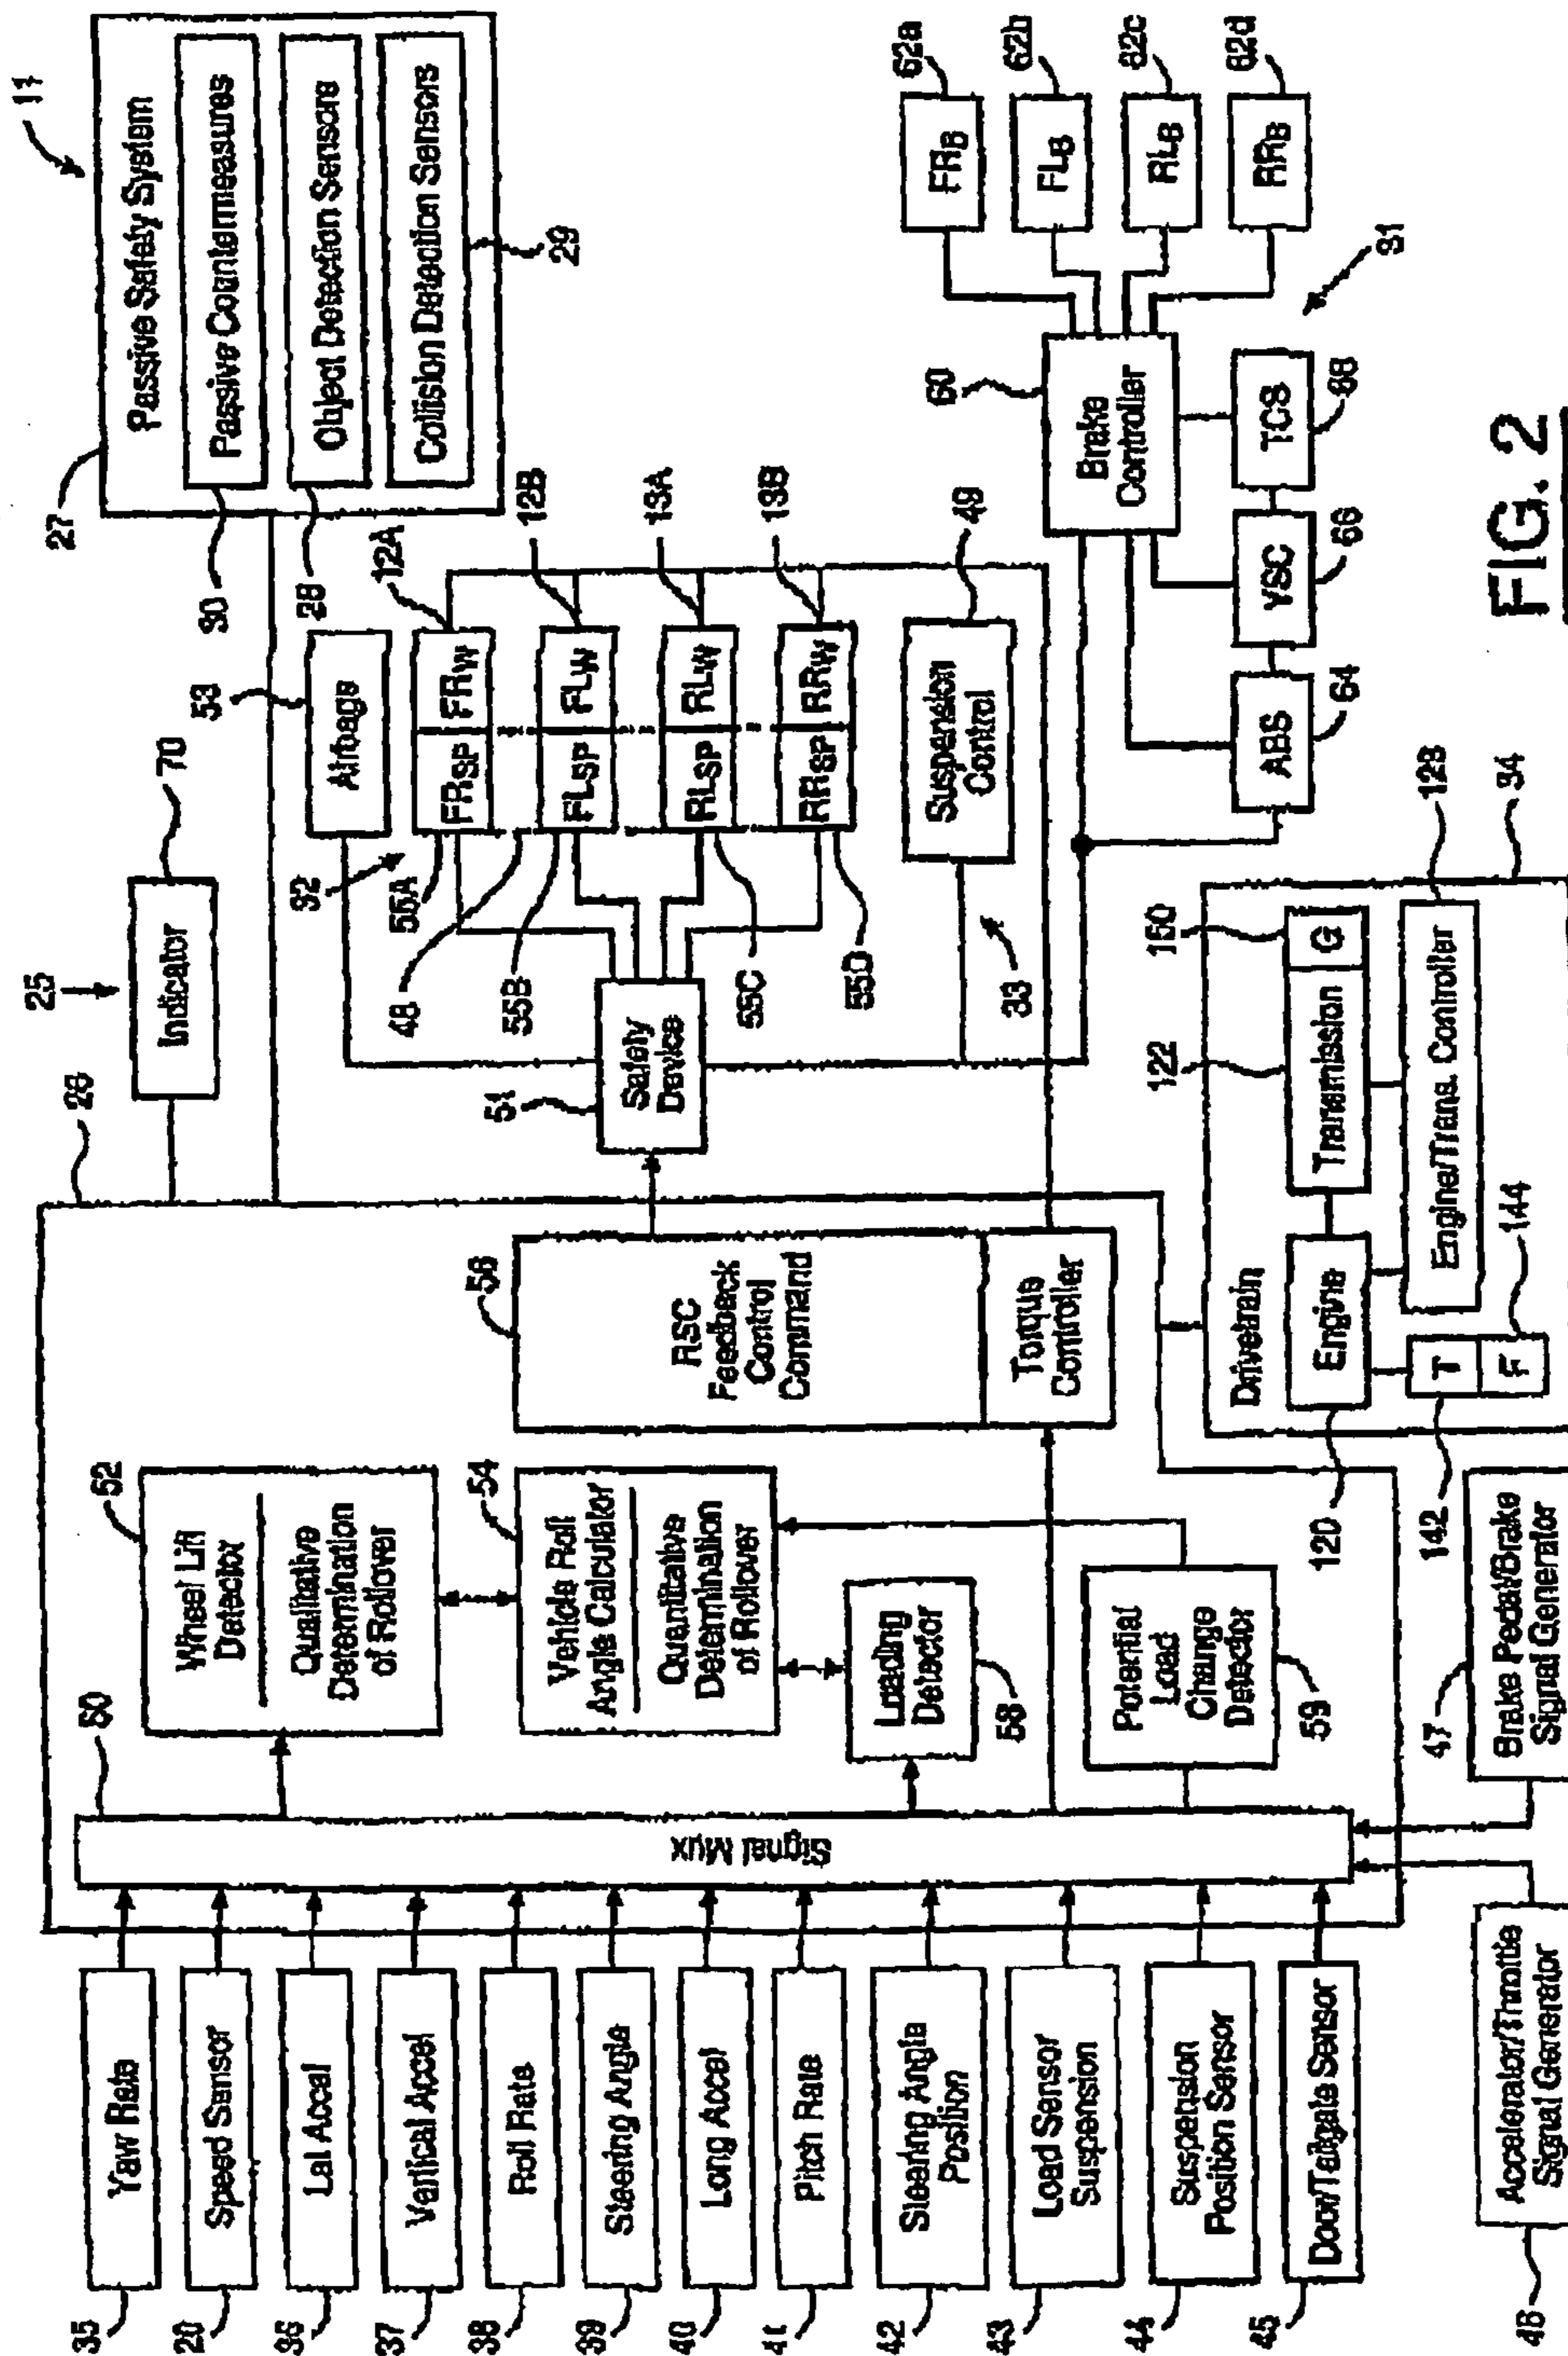 11
27
Passive Safety System
Passive Countermeasures
Object Detection Sensors
Collision Detection Sensors
30
28
29
25
70
Indicator
26
53
Airbags
12A
FRSP FRW
12B
FLSP FLW
13A
RLSP RLW
13B
RRSP RRW
32
55A
48
55B
55C
55D
51
Safety
Device
Suspension
Control
49
33
60
Brake
Controller
FRB
62a
FLB
62b
RLB
62c
RRB
62d
ABS
64
YSC
66
TCS
68
31
50
Signal Mux
52
Wheel Lift
Detector
Qualitative
Determination
of Rollover
54
Vehicle Roll
Angle Calculator
Quantitative
Determination
of Rollover
56
RSC
Feedback
Control
Command
Torque
Controller
Loading
Detector
58
Potential
Load
Change
Detector
59
35
Yaw Rate
20
Speed Sensor
36
Lat Accel
37
Vertical Accel
38
Roll Rate
39
Steering Angle
40
Long Accel
41
Pitch Rate
42
Steering Angle
Position
43
Load Sensor
Suspension
44
Suspension
Position Sensor
45
Door/Tailgate Sensor
46
Accelerator/Throttle
Signal Generator
47
Brake Pedal/Brake
Signal Generator
Drivetrain
34
Engine
120
122
Transmission
G
150
Engine/Trans. Controller
123
T
F
142
144
FIG. 2